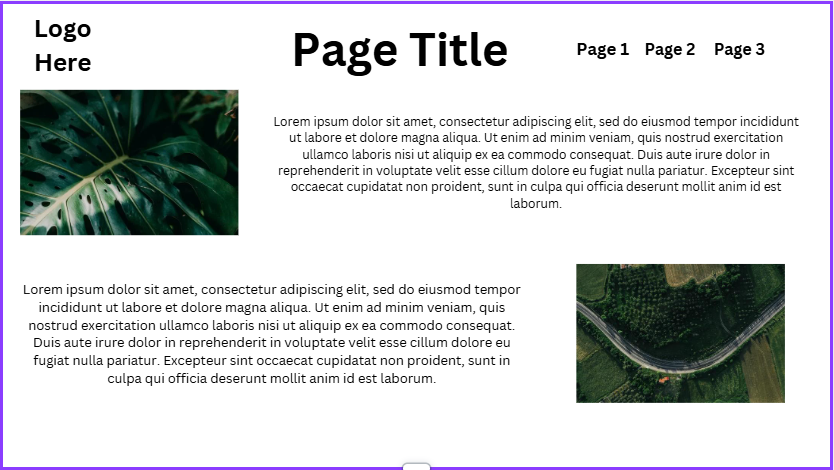 Logo
Here
Page Title
Page 1 Page 2 Page 3
Lorem ipsum dolor sit amet, consectetur adipiscing elit, sed do eiusmod tempor incididunt
ut labore et dolore magna aliqua. Ut enim ad minim veniam, quis nostrud exercitation
ullamco laboris nisi ut aliquip ex ea commodo consequat. Duis aute irure dolor in
reprehenderit in voluptate velit esse cillum dolore eu fugiat nulla pariatur. Excepteur sint
occaecat cupidatat non proident, sunt in culpa qui officia deserunt mollit anim id est
laborum.
Lorem ipsum dolor sit amet, consectetur adipiscing elit, sed do eiusmod tempor
incididunt ut labore et dolore magna aliqua. Ut enim ad minim veniam, quis
nostrud exercitation ullamco laboris nisi ut aliquip ex ea commodo consequat.
Duis aute irure dolor in reprehenderit in voluptate velit esse cillum dolore eu
fugiat nulla pariatur. Excepteur sint occaecat cupidatat non proident, sunt in
culpa qui officia deserunt mollit anim id est laborum.